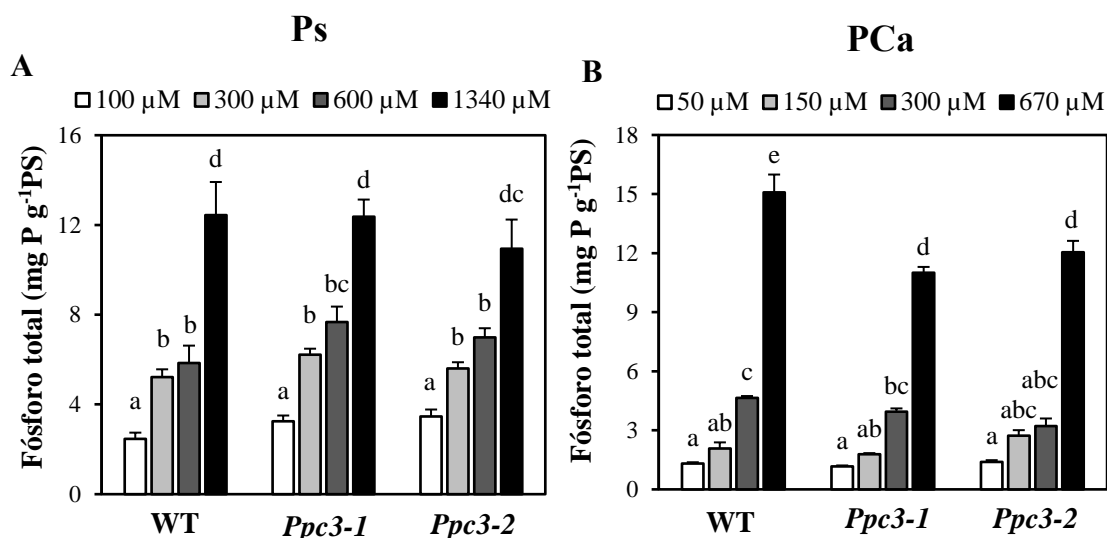 Ps
A
□ 100 µM ■ 300 µM ■ 600 µM ■ 1340 µM
Fósforo total (mg P g⁻¹PS)
16
12
8
4
0
a b b d
a b bc d
a b b dc
WT Ppc3-1 Ppc3-2
PCa
B
□ 50 µM ■ 150 µM ■ 300 µM ■ 670 µM
Fósforo total (mg P g⁻¹PS)
18
15
12
9
6
3
0
a ab c e
a ab bc d
a abc abc d
WT Ppc3-1 Ppc3-2